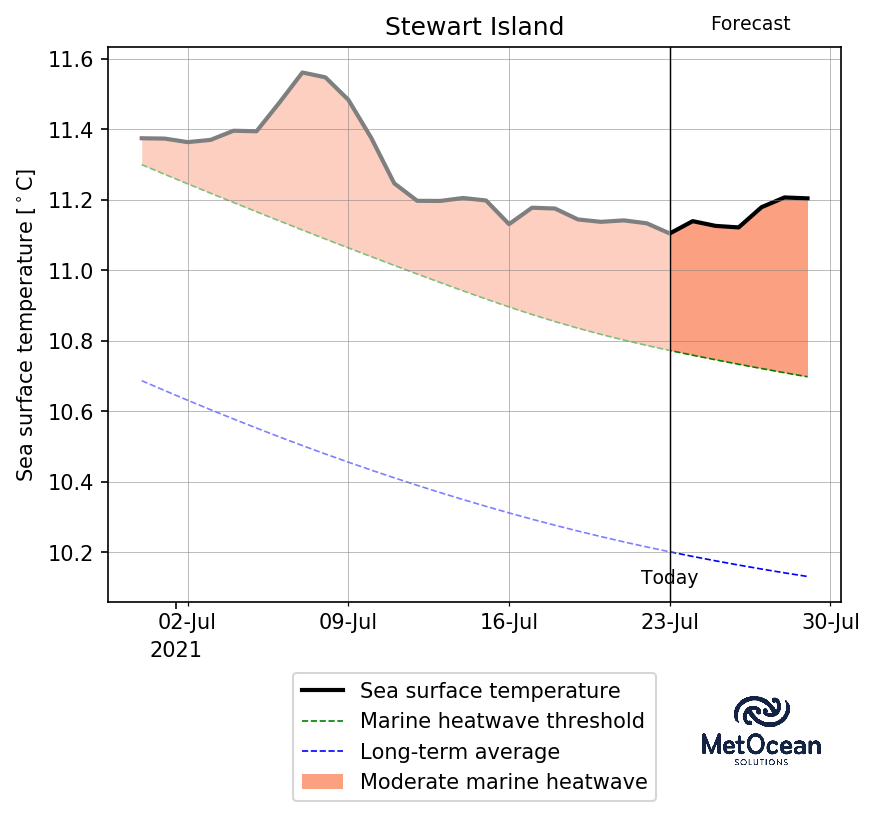 Stewart Island
Forecast
Sea surface temperature [°C]
11.6
11.4
11.2
11.0
10.8
10.6
10.4
10.2
Today
02-Jul
09-Jul
16-Jul
23-Jul
30-Jul
2021
Sea surface temperature
Marine heatwave threshold
Long-term average
Moderate marine heatwave
MetOcean
SOLUTIONS